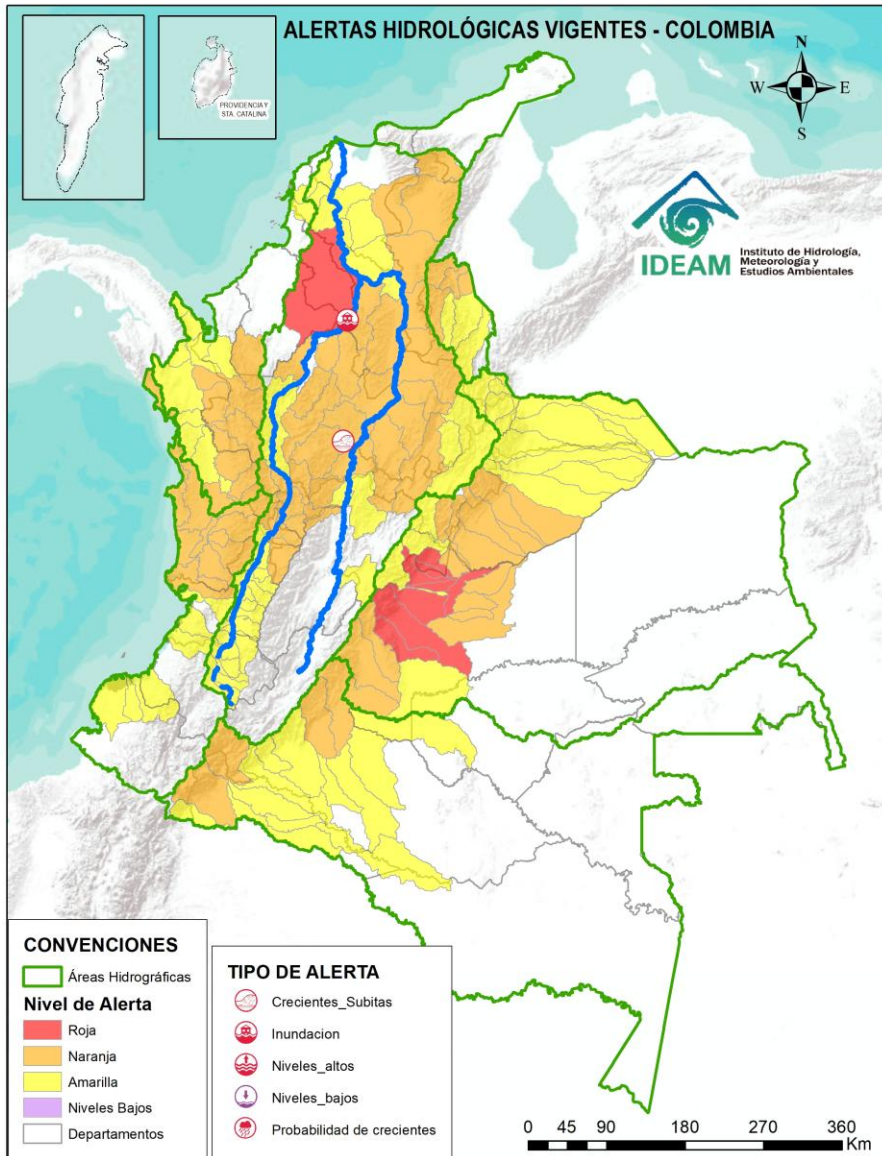 ALERTAS HIDROLÓGICAS VIGENTES - COLOMBIA
PROVIDENCIA Y
STA. CATALINA
N
W
E
S
IDEAM
Instituto de Hidrología,
Meteorología y
Estudios Ambientales
CONVENCIONES
Áreas Hidrográficas
Nivel de Alerta
Roja
Naranja
Amarilla
Niveles Bajos
Departamentos
TIPO DE ALERTA
Crecientes_Subitas
Inundacion
Niveles_altos
Niveles_bajos
Probabilidad de crecientes
0 45 90 180 270 360
Km